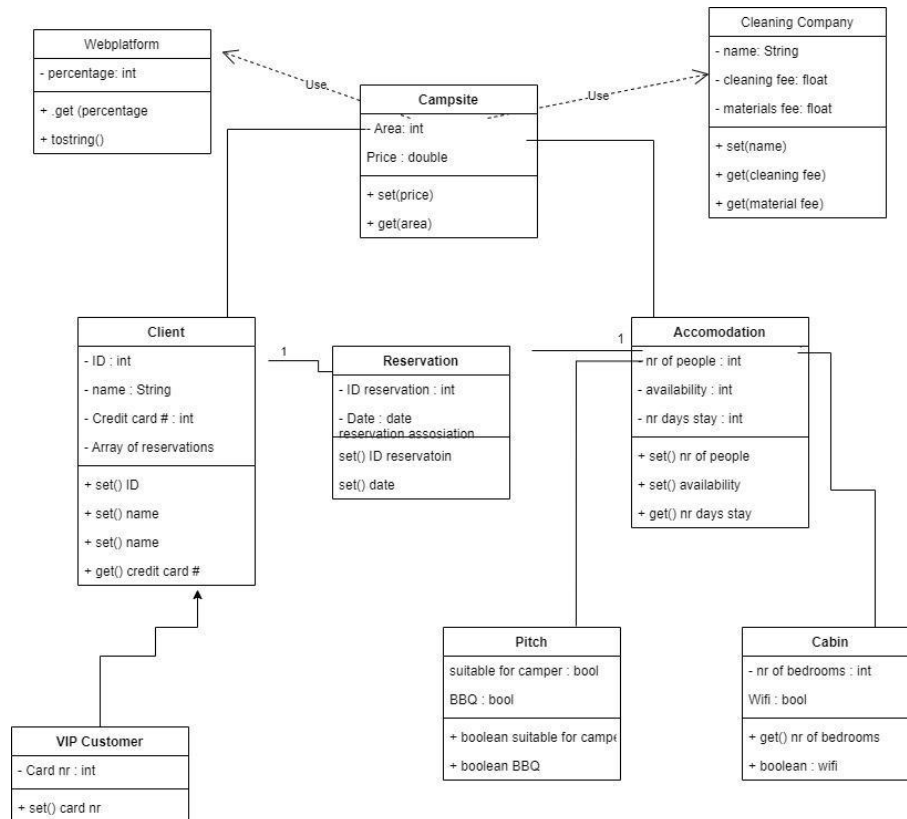 Webplatform
- percentage: int
+ .get (percentage
+ tostring()
Use
Campsite
- Area: int
Price : double
+ set(price)
+ get(area)
Use
Cleaning Company
- name: String
- cleaning fee: float
- materials fee: float
+ set(name)
+ get(cleaning fee)
+ get(material fee)
Client
- ID : int
- name : String
- Credit card # : int
- Array of reservations
+ set() ID
+ set() name
+ set() name
+ get() credit card #
1
Reservation
- ID reservation : int
- Date : date
reservation assosiation
set() ID reservatoin
set() date
1
Accomodation
- nr of people : int
- availability : int
- nr days stay : int
+ set() nr of people
+ set() availability
+ get() nr days stay
Pitch
suitable for camper : bool
BBQ : bool
+ boolean suitable for campe
+ boolean BBQ
Cabin
- nr of bedrooms : int
Wifi : bool
+ get() nr of bedrooms
+ boolean : wifi
VIP Customer
- Card nr : int
+ set() card nr